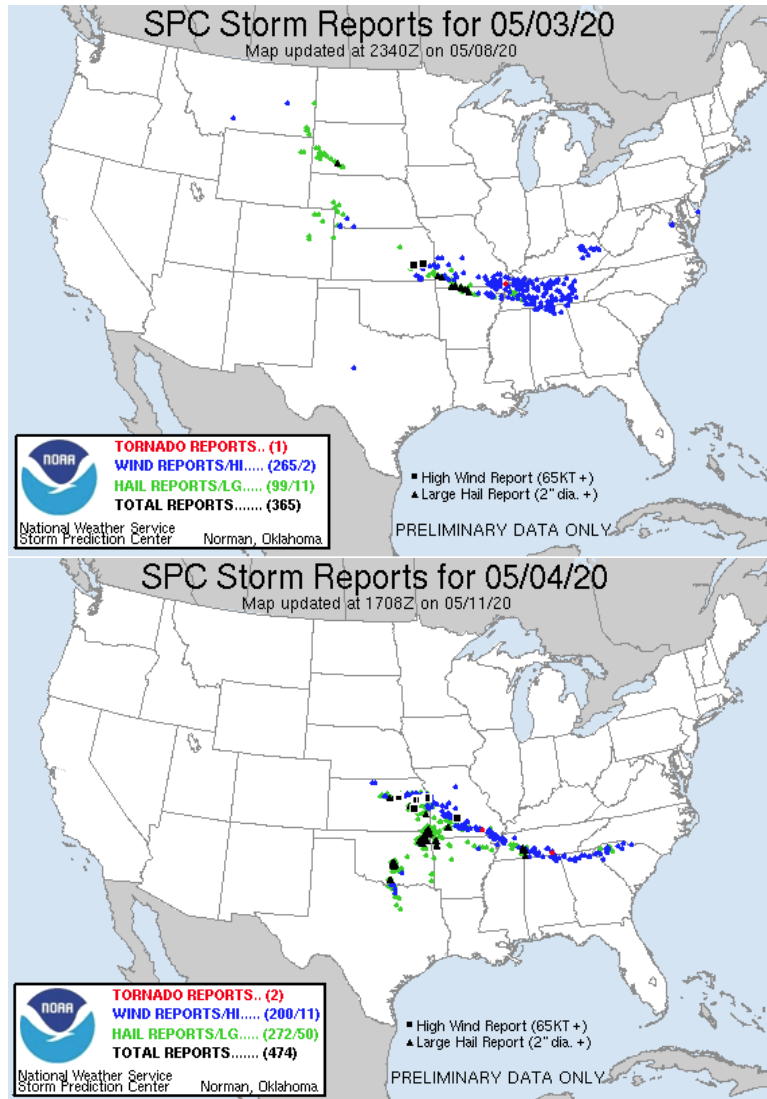 SPC Storm Reports for 05/03/20
Map updated at 2340Z on 05/08/20
NOAA
TORNADO REPORTS.. (1)
WIND REPORTS/HI..... (265/2)
HAIL REPORTS/LG..... (99/11)
TOTAL REPORTS....... (365)
National Weather Service
Storm Prediction Center Norman, Oklahoma
High Wind Report (65KT +)
Large Hail Report (2" dia. +)
PRELIMINARY DATA ONLY
SPC Storm Reports for 05/04/20
Map updated at 1708Z on 05/11/20
NOAA
TORNADO REPORTS.. (2)
WIND REPORTS/HI..... (200/11)
HAIL REPORTS/LG..... (272/50)
TOTAL REPORTS....... (474)
National Weather Service
Storm Prediction Center Norman, Oklahoma
High Wind Report (65KT +)
Large Hail Report (2" dia. +)
PRELIMINARY DATA ONLY